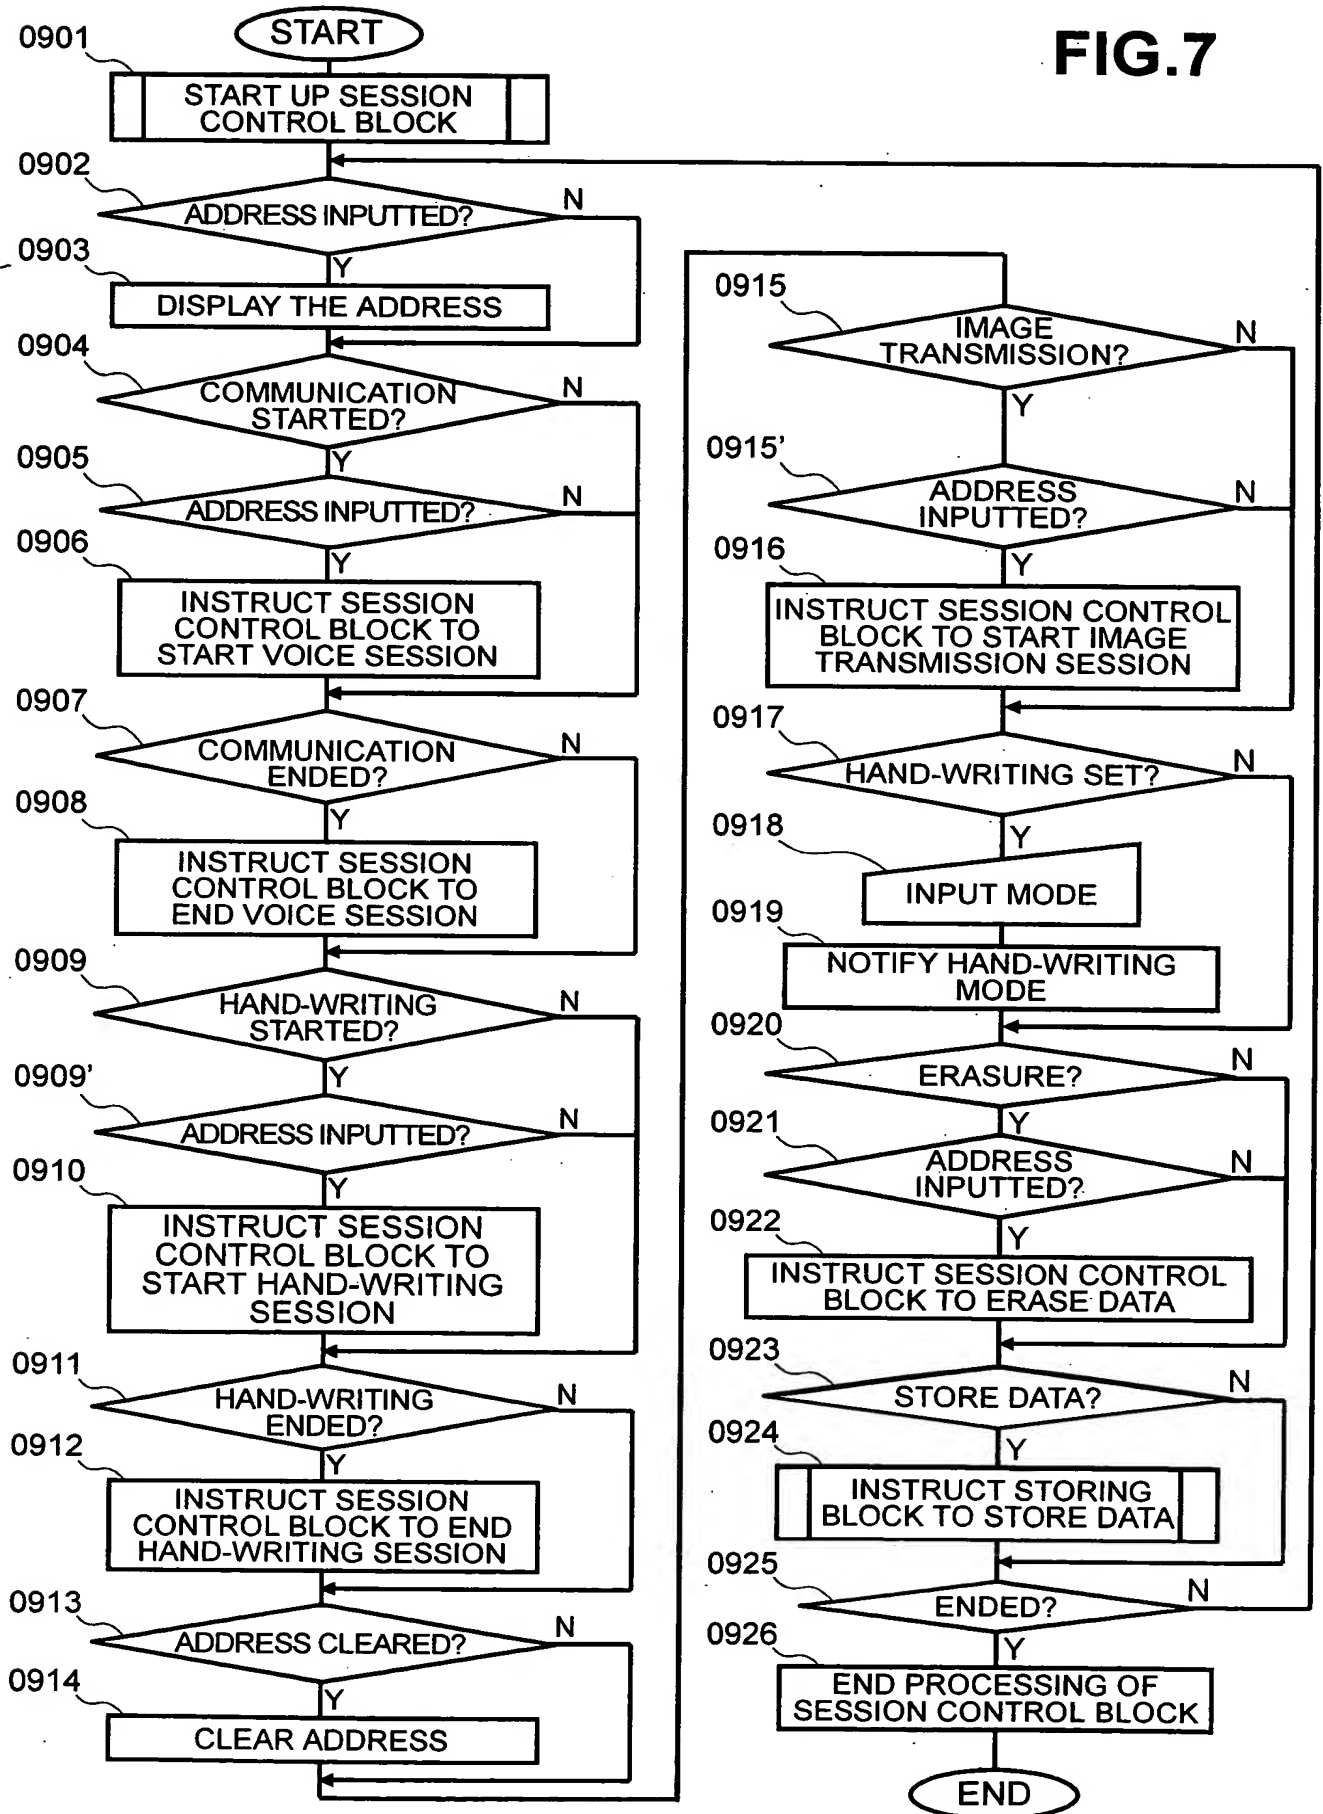 FIG.7
START
0901
START UP SESSION
CONTROL BLOCK
0902
ADDRESS INPUTTED?
N
Y
0903
DISPLAY THE ADDRESS
0904
COMMUNICATION
STARTED?
N
Y
0905
ADDRESS INPUTTED?
N
Y
0906
INSTRUCT SESSION
CONTROL BLOCK TO
START VOICE SESSION
0907
COMMUNICATION
ENDED?
N
Y
0908
INSTRUCT SESSION
CONTROL BLOCK TO
END VOICE SESSION
0909
HAND-WRITING
STARTED?
N
Y
0909'
ADDRESS INPUTTED?
N
Y
0910
INSTRUCT SESSION
CONTROL BLOCK TO
START HAND-WRITING
SESSION
0911
HAND-WRITING
ENDED?
N
Y
0912
INSTRUCT SESSION
CONTROL BLOCK TO END
HAND-WRITING SESSION
0913
ADDRESS CLEARED?
N
Y
0914
CLEAR ADDRESS
0915
IMAGE
TRANSMISSION?
N
Y
0915'
ADDRESS
INPUTTED?
N
Y
0916
INSTRUCT SESSION CONTROL
BLOCK TO START IMAGE
TRANSMISSION SESSION
0917
HAND-WRITING SET?
N
Y
0918
INPUT MODE
0919
NOTIFY HAND-WRITING
MODE
0920
ERASURE?
N
Y
0921
ADDRESS
INPUTTED?
N
Y
0922
INSTRUCT SESSION CONTROL
BLOCK TO ERASE DATA
0923
STORE DATA?
N
Y
0924
INSTRUCT STORING
BLOCK TO STORE DATA
0925
ENDED?
N
Y
0926
END PROCESSING OF
SESSION CONTROL BLOCK
END